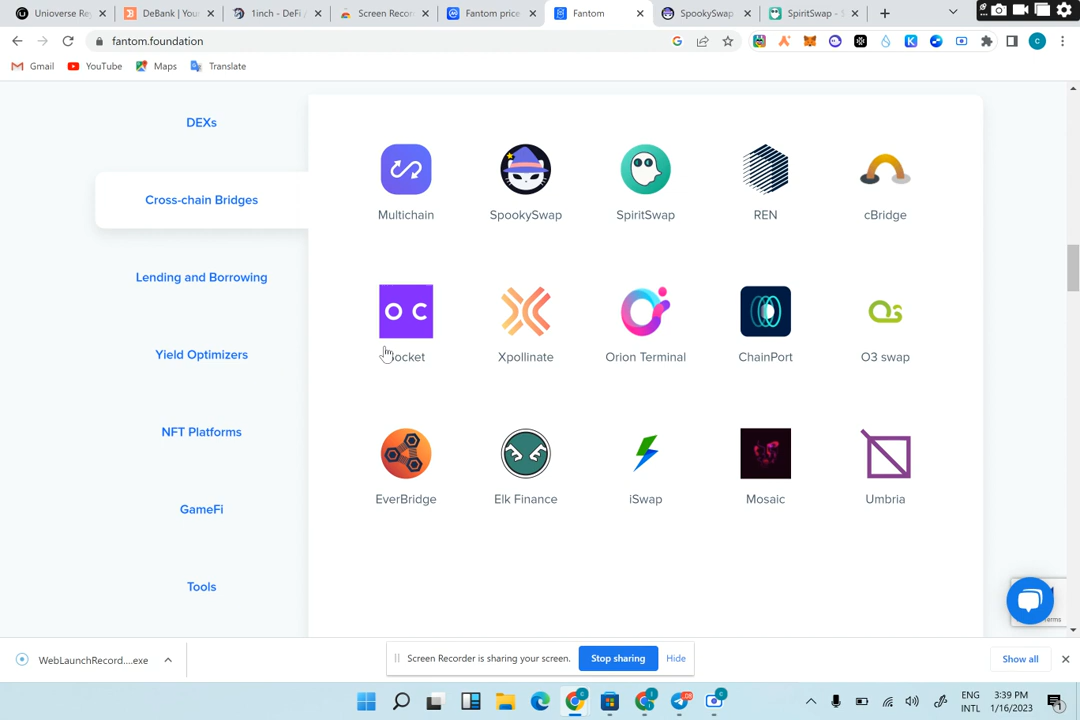 Unioverse Re
DeBank | You
1inch - DeFi
Screen Recor
Fantom price
Fantom
SpookySwap
SpiritSwap - S
fantom.foundation
Gmail
YouTube
Maps
Translate
DEXs
Cross-chain Bridges
Lending and Borrowing
Yield Optimizers
NFT Platforms
GameFi
Tools
Multichain
SpookySwap
SpiritSwap
REN
cBridge
O C
Socket
Xpollinate
Orion Terminal
ChainPort
O3 swap
EverBridge
Elk Finance
iSwap
Mosaic
Umbria
WebLaunchRecord....exe
Screen Recorder is sharing your screen.
Stop sharing
Hide
Show all
ENG
INTL
3:39 PM
1/16/2023